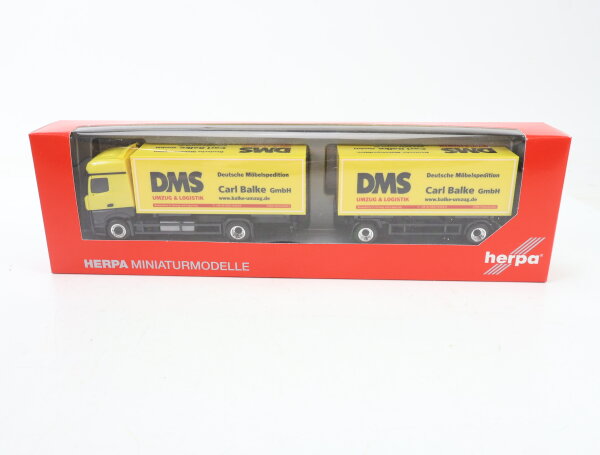 DMS
UMZUG & LOGISTIK
Deutsche Möbelspedition
Carl Balke GmbH
www.balke-umzug.de
DMS
UMZUG & LOGISTIK
Deutsche Möbelspedition
Carl Balke GmbH
www.balke-umzug.de
HERPA MINIATURMODELLE
herpa